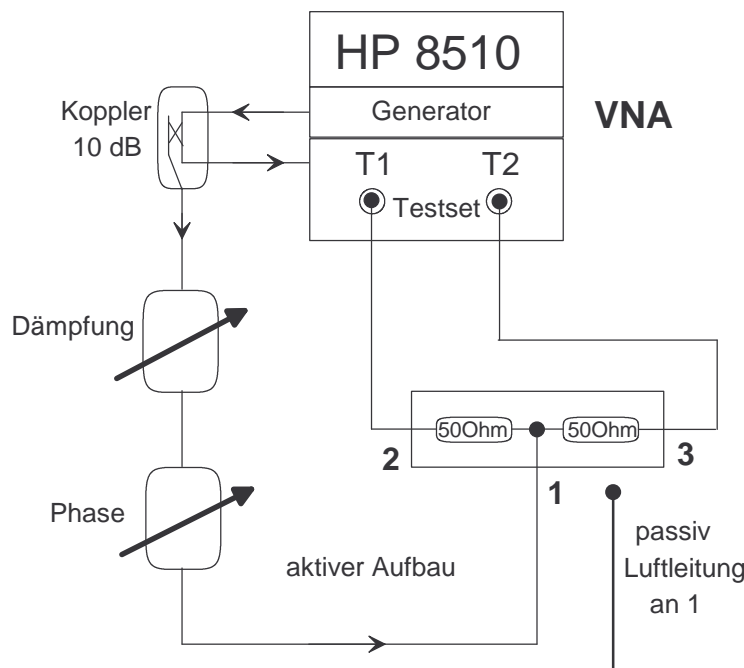 HP 8510
Koppler
10 dB
Generator
VNA
T1
T2
Testset
Dämpfung
50Ohm
50Ohm
2
3
1
Phase
passiv
Luftleitung
an 1
aktiver Aufbau